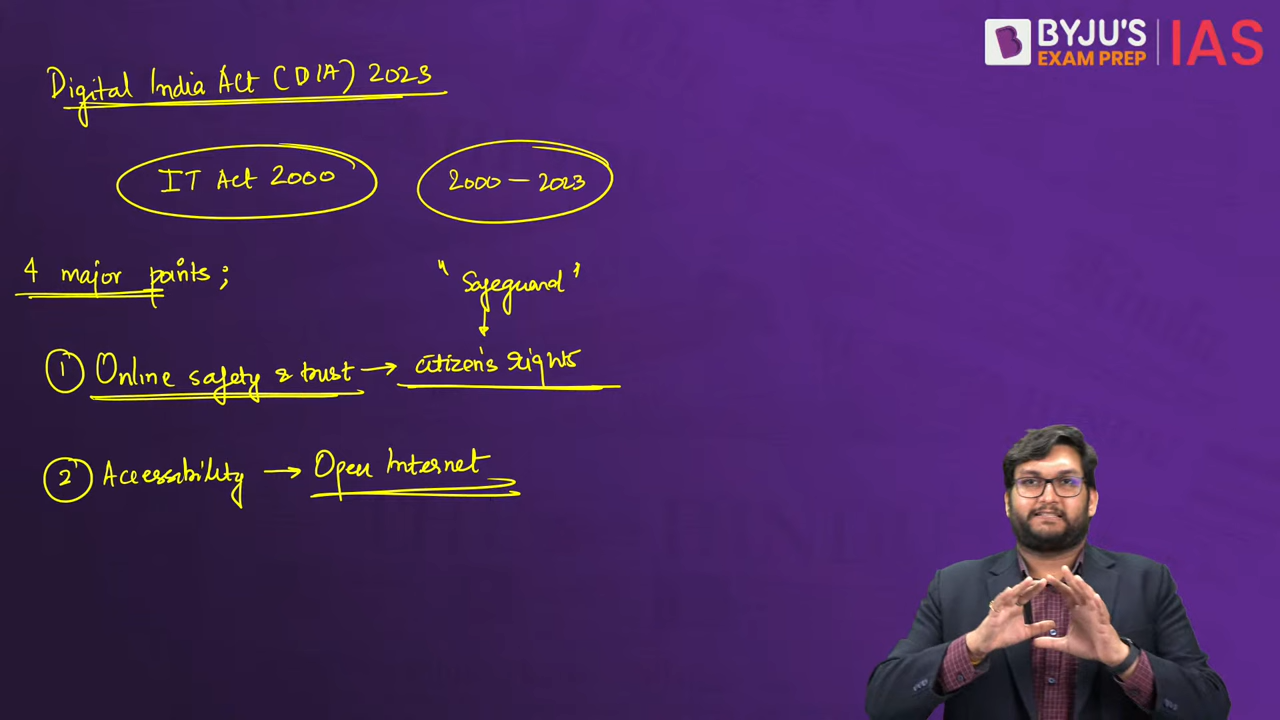 BYJU'S
EXAM PREP
IAS
Digital India Act (DIA) 2023
IT Act 2000
2000 – 2023
4 major points;
"Safeguard"
↓
① Online safety & trust → citizen's rights
② Accessibility → Open Internet